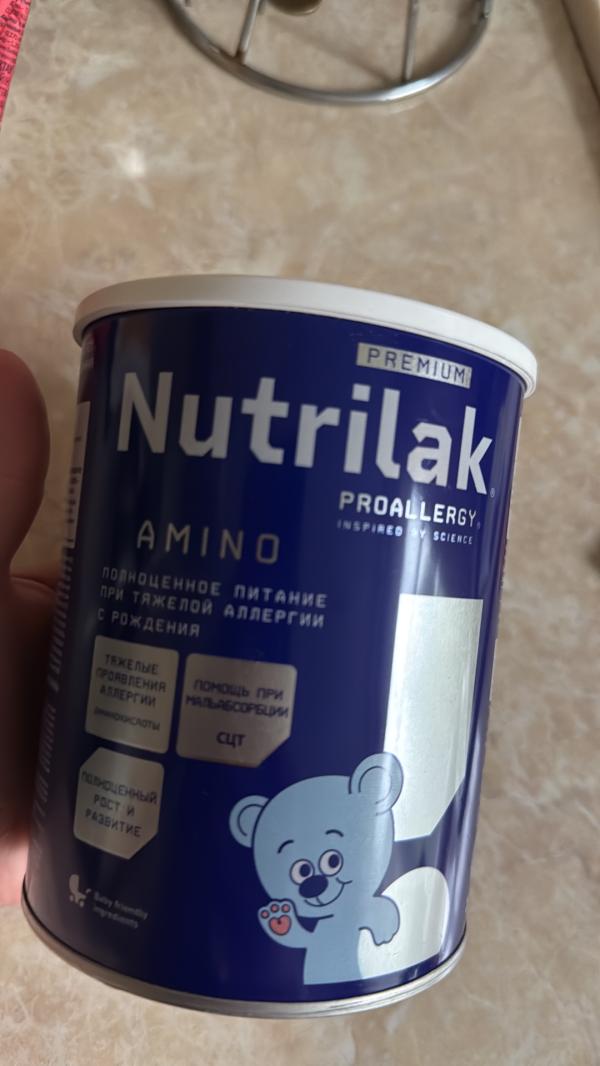 PREMIUM
Nutrilak®
PROALLERGY®
INSPIRED BY SCIENCE
AMINO
ПОЛНОЦЕННОЕ ПИТАНИЕ
ПРИ ТЯЖЕЛОЙ АЛЛЕРГИИ
С РОЖДЕНИЯ
ТЯЖЕЛЫЕ
ПРОЯВЛЕНИЯ
АЛЛЕРГИИ
АМИНОКИСЛОТЫ
ПОМОЩЬ ПРИ
МАЛЬАБСОРБЦИИ
СЦТ
ПОЛНОЦЕННЫЙ
РОСТ И
РАЗВИТИЕ
Baby friendly
ingredients